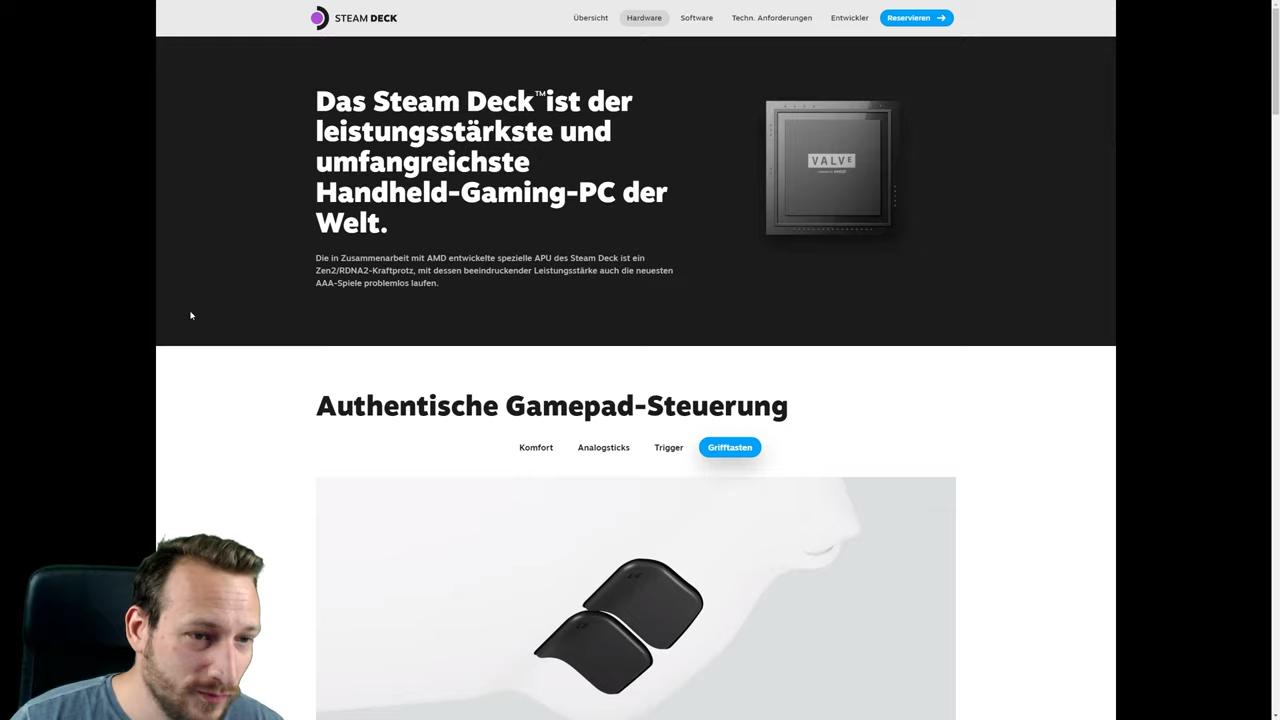 STEAM DECK
Übersicht
Hardware
Software
Techn. Anforderungen
Entwickler
Reservieren
Das Steam Deck™ ist der
leistungsstärkste und
umfangreichste
Handheld-Gaming-PC der
Welt.
Die in Zusammenarbeit mit AMD entwickelte spezielle APU des Steam Deck ist ein
Zen2/RDNA2-Kraftprotz, mit dessen beeindruckender Leistungsstärke auch die neuesten
AAA-Spiele problemlos laufen.
VALVE
Authentische Gamepad-Steuerung
Komfort
Analogsticks
Trigger
Grifftasten